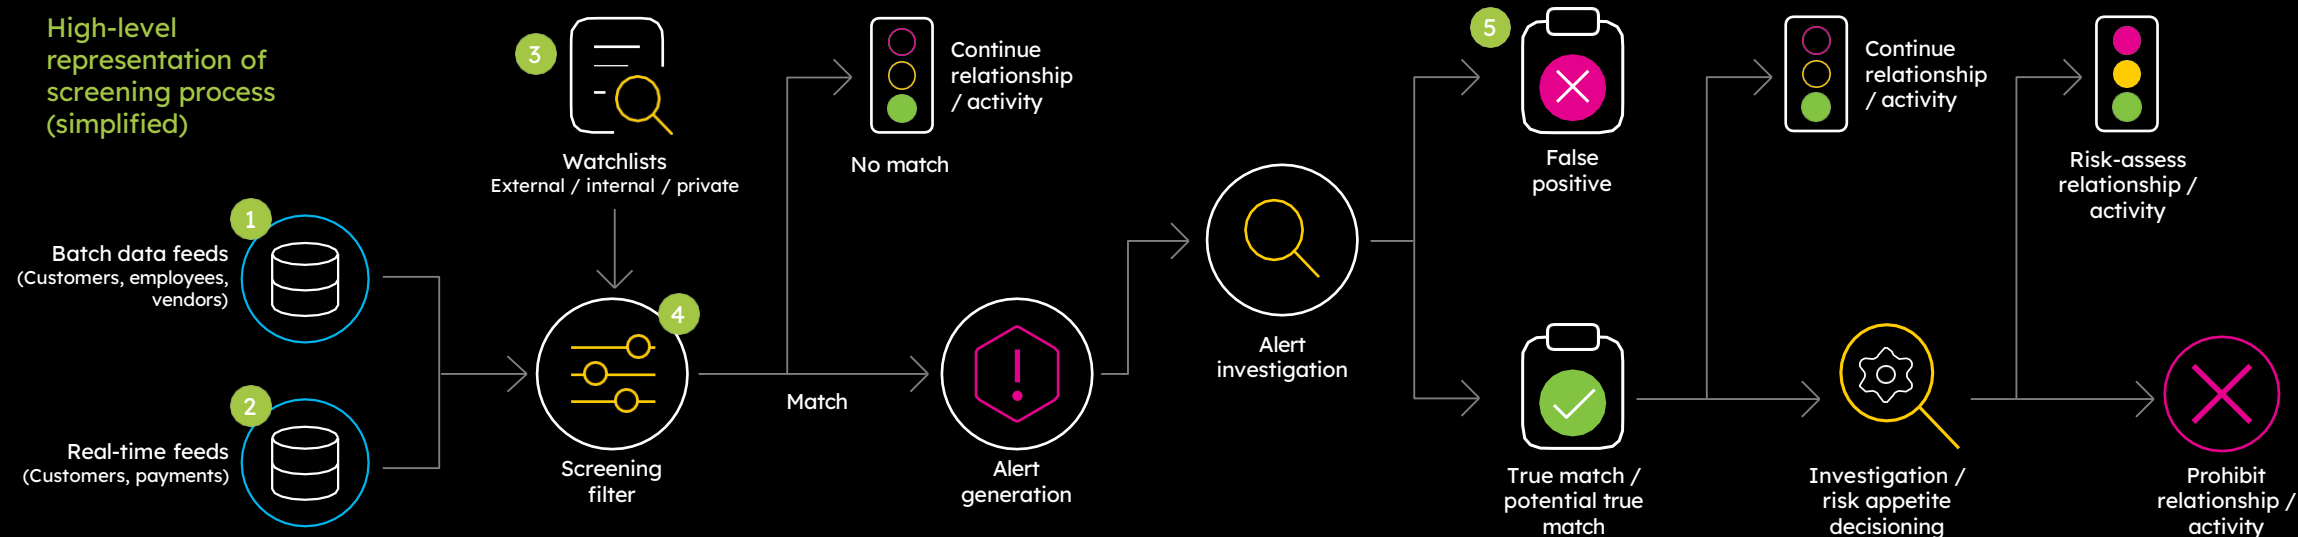 High-level
representation of
screening process
(simplified)
1
Batch data feeds
(Customers, employees,
vendors)
2
Real-time feeds
(Customers, payments)
3
Watchlists
External / internal / private
4
Screening
filter
Continue
relationship
/ activity
No match
Match
Alert
generation
Alert
investigation
5
False
positive
True match /
potential true
match
Continue
relationship
/ activity
Investigation /
risk appetite
decisioning
Risk-assess
relationship /
activity
Prohibit
relationship /
activity